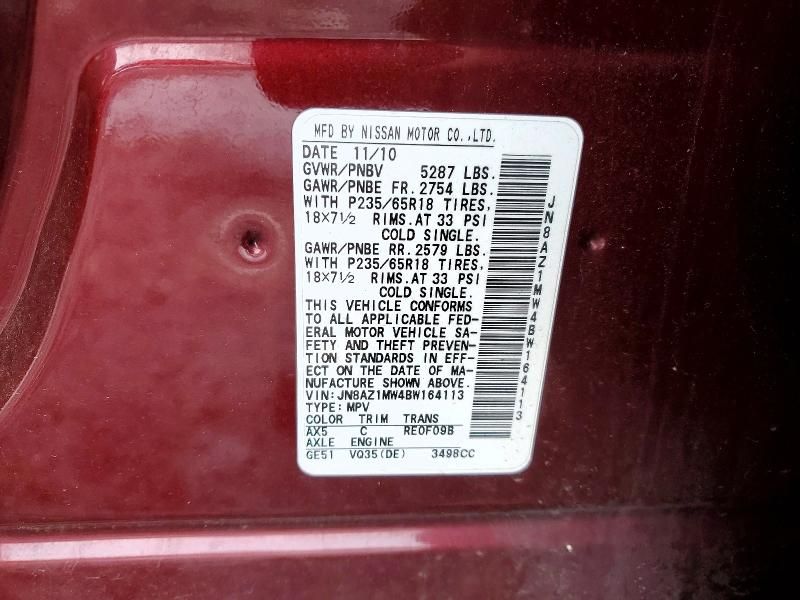 MFD BY NISSAN MOTOR CO.,LTD.
DATE 11/10
GVWR/PNBV 5287 LBS.
GAWR/PNBE FR. 2754 LBS.
WITH P235/65R18 TIRES,
18×7½ RIMS.AT 33 PSI
COLD SINGLE.
GAWR/PNBE RR. 2579 LBS.
WITH P235/65R18 TIRES,
18×7½ RIMS.AT 33 PSI
COLD SINGLE.
THIS VEHICLE CONFORMS
TO ALL APPLICABLE FED-
ERAL MOTOR VEHICLE SA-
FETY AND THEFT PREVEN-
TION STANDARDS IN EFF-
ECT ON THE DATE OF MA-
NUFACTURE SHOWN ABOVE.
VIN:JN8AZ1MW4BW164113
TYPE:MPV
COLOR TRIM TRANS
AX5 C RE0F09B
AXLE ENGINE
GE51 VQ35(DE) 3498CC
JN8AZ1MW4BW164113